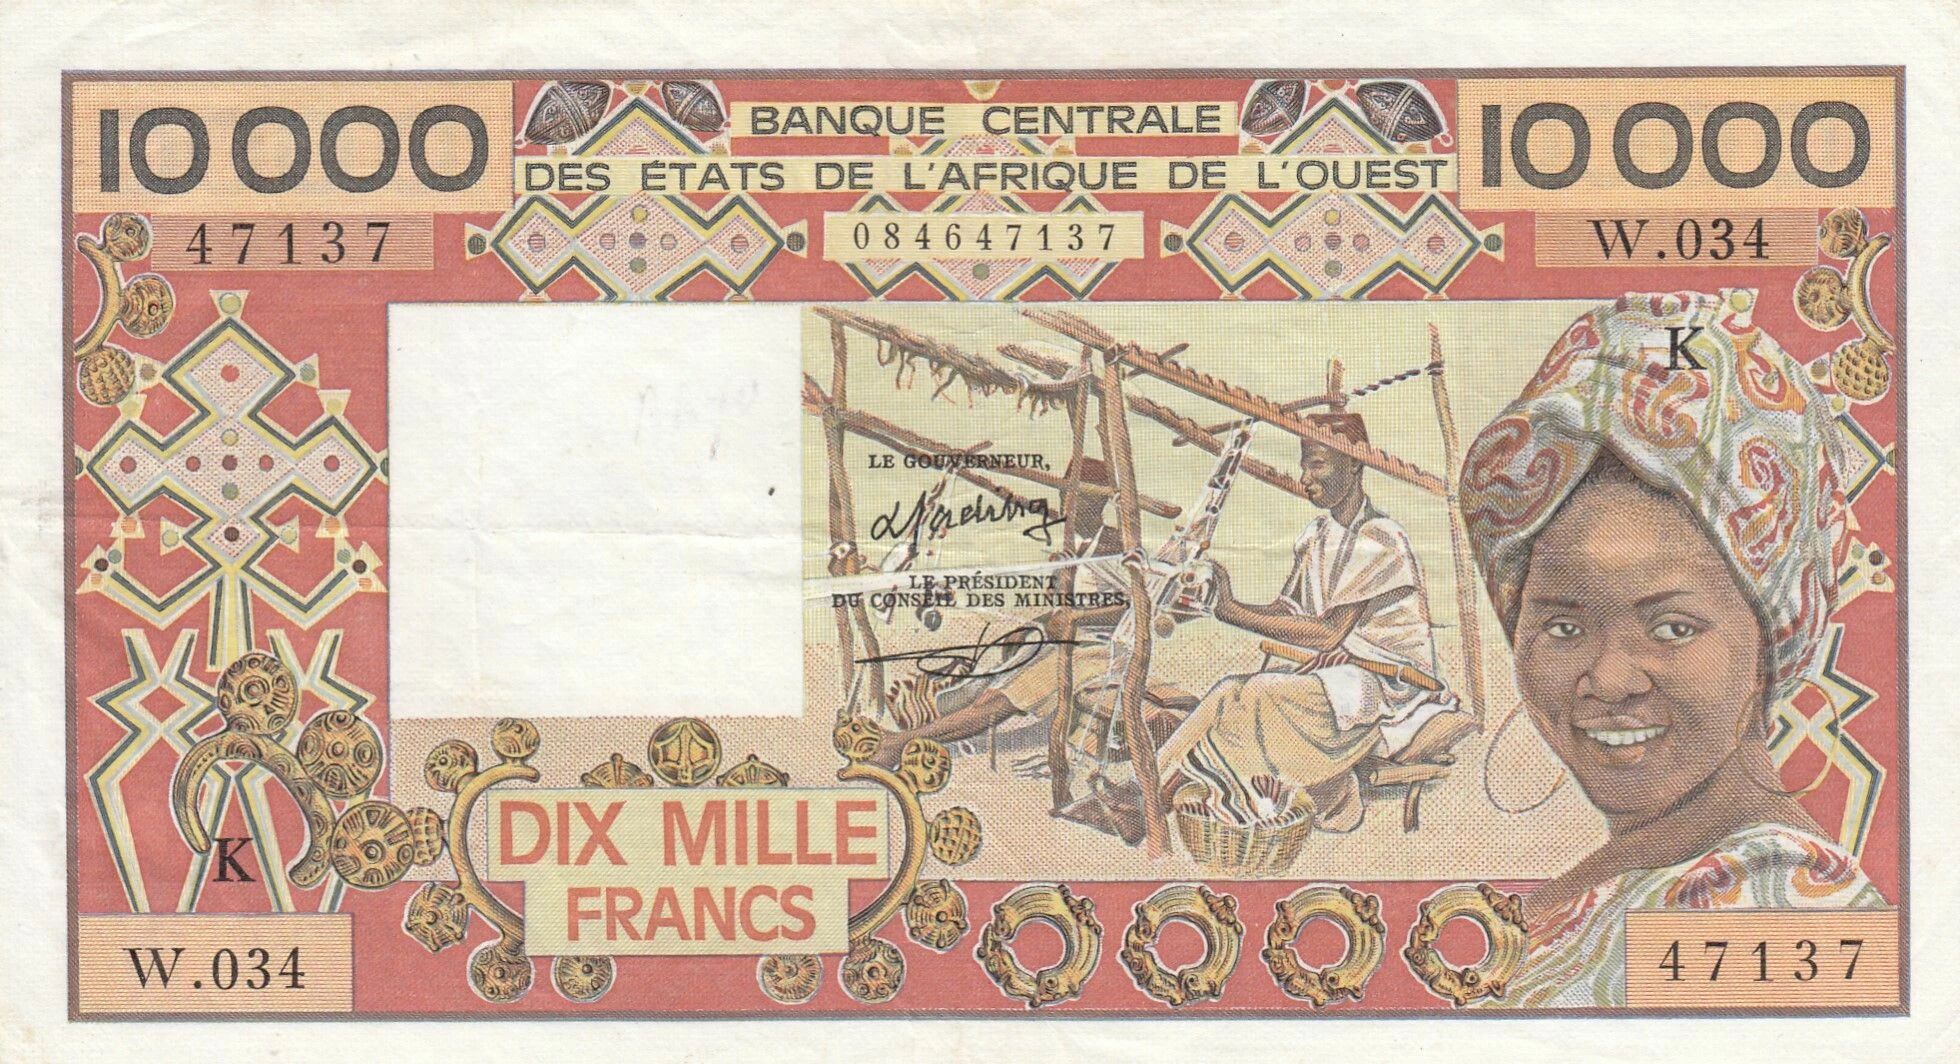 10 000
BANQUE CENTRALE
DES ÉTATS DE L'AFRIQUE DE L'OUEST
10 000
47137
084647137
W.034
K
LE GOUVERNEUR,
LE PRÉSIDENT
DU CONSEIL DES MINISTRES,
DIX MILLE
FRANCS
K
W.034
47137